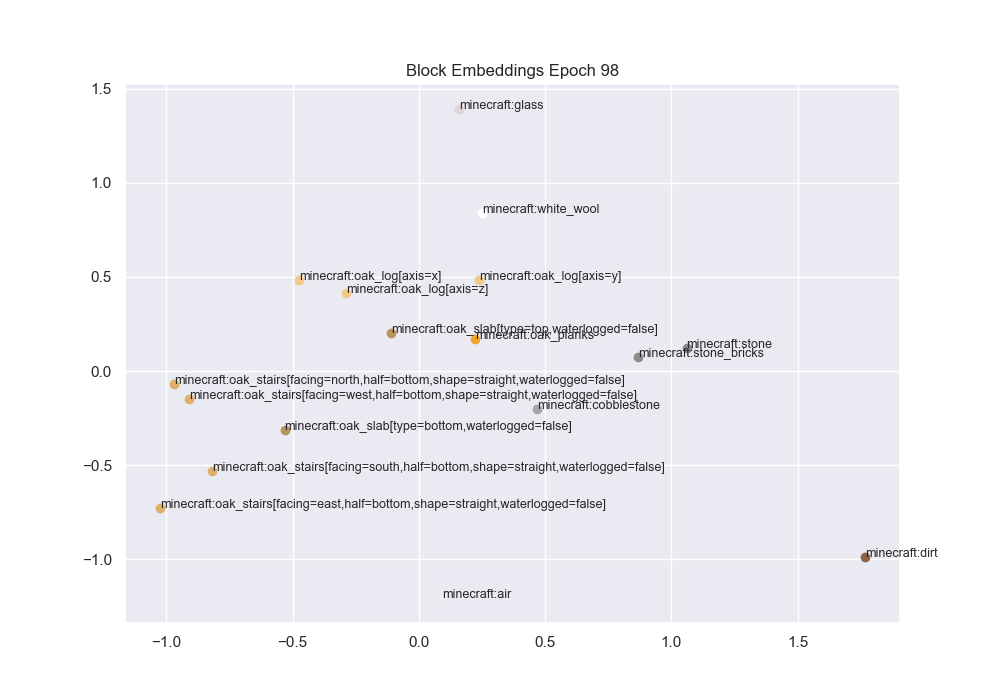 Block Embeddings Epoch 98
1.5
minecraft:glass
1.0
minecraft:white_wool
0.5
minecraft:oak_log[axis=x]
minecraft:oak_log[axis=y]
minecraft:oak_log[axis=z]
minecraft:oak_slab[type=top,waterlogged=false]
minecraft:oak_planks
minecraft:stone
minecraft:stone_bricks
0.0
minecraft:oak_stairs[facing=north,half=bottom,shape=straight,waterlogged=false]
minecraft:oak_stairs[facing=west,half=bottom,shape=straight,waterlogged=false]
minecraft:cobblestone
minecraft:oak_slab[type=bottom,waterlogged=false]
−0.5
minecraft:oak_stairs[facing=south,half=bottom,shape=straight,waterlogged=false]
minecraft:oak_stairs[facing=east,half=bottom,shape=straight,waterlogged=false]
−1.0
minecraft:dirt
minecraft:air
−1.0 −0.5 0.0 0.5 1.0 1.5